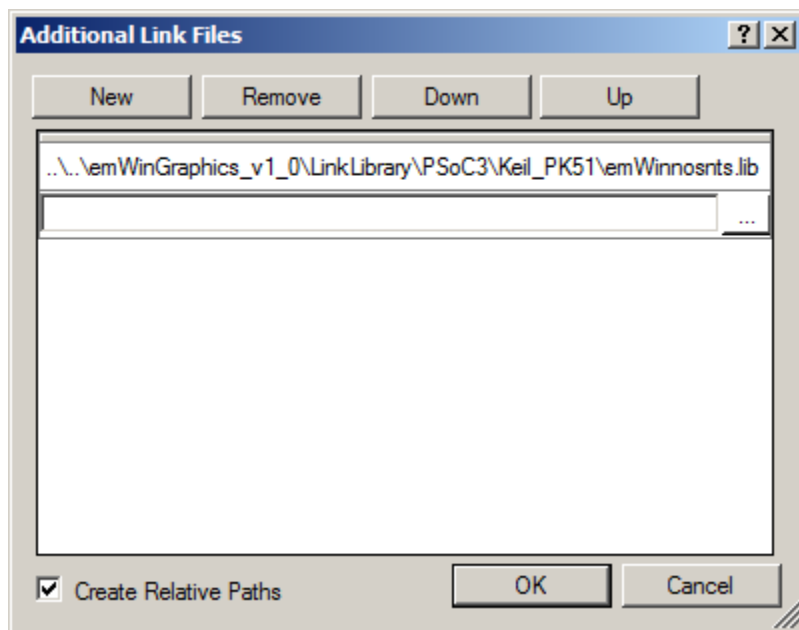 Additional Link Files
New Remove Down Up
..\..\emWinGraphics_v1_0\LinkLibrary\PSoC3\Keil_PK51\emWinnosnts.lib
...
Create Relative Paths OK Cancel